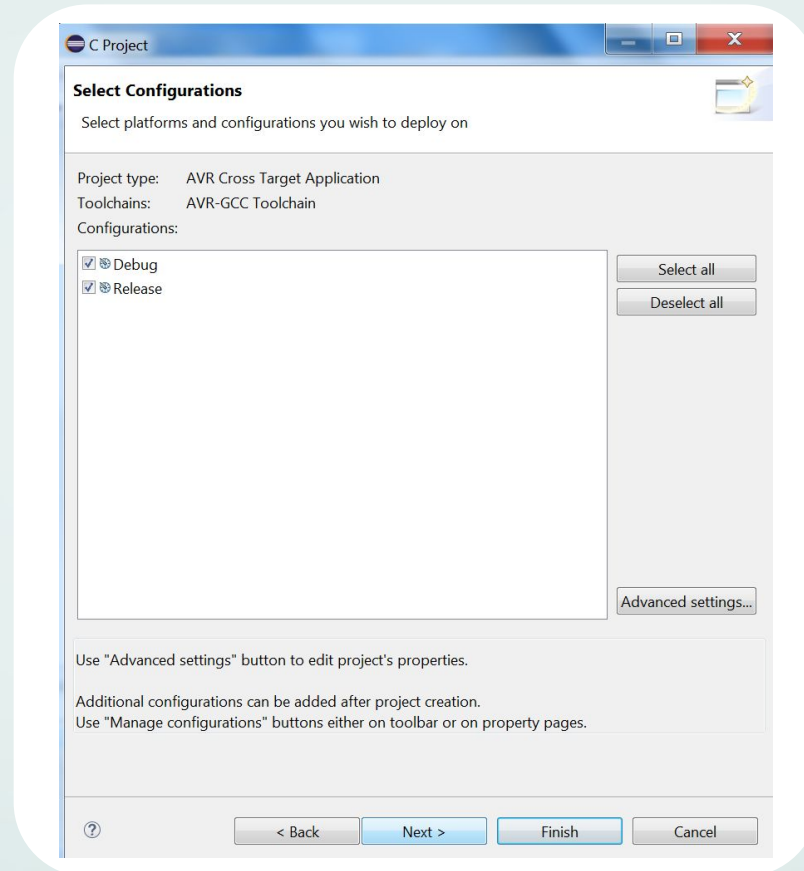 C Project
Select Configurations
Select platforms and configurations you wish to deploy on
Project type: AVR Cross Target Application
Toolchains: AVR-GCC Toolchain
Configurations:
Debug
Release
Select all
Deselect all
Advanced settings...
Use "Advanced settings" button to edit project's properties.
Additional configurations can be added after project creation.
Use "Manage configurations" buttons either on toolbar or on property pages.
? < Back Next > Finish Cancel